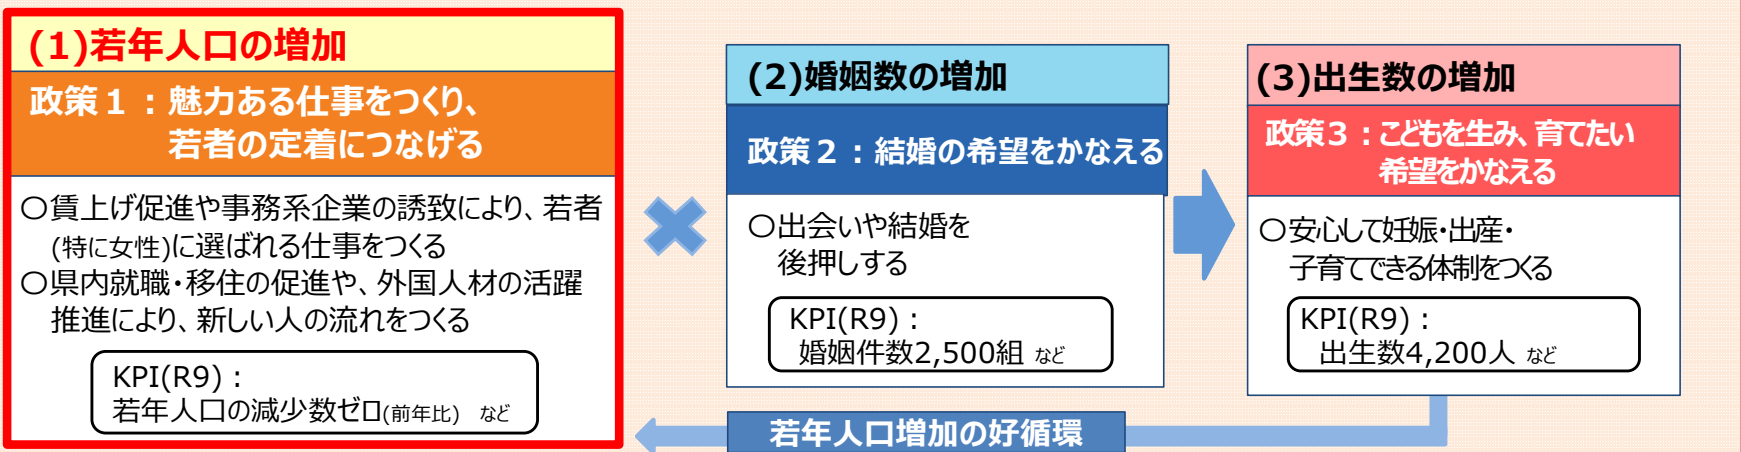 (1)若年人口の増加
政策1：魅力ある仕事をつくり、
若者の定着につなげる
○賃上げ促進や事務系企業の誘致により、若者
(特に女性)に選ばれる仕事をつくる
○県内就職・移住の促進や、外国人材の活躍
推進により、新しい人の流れをつくる
KPI(R9)：
若年人口の減少数ゼロ(前年比) など
(2)婚姻数の増加
政策2：結婚の希望をかなえる
○出会いや結婚を
後押しする
KPI(R9)：
婚姻件数2,500組 など
(3)出生数の増加
政策3：こどもを生み、育てたい
希望をかなえる
○安心して妊娠・出産・
子育てできる体制をつくる
KPI(R9)：
出生数4,200人 など
若年人口増加の好循環